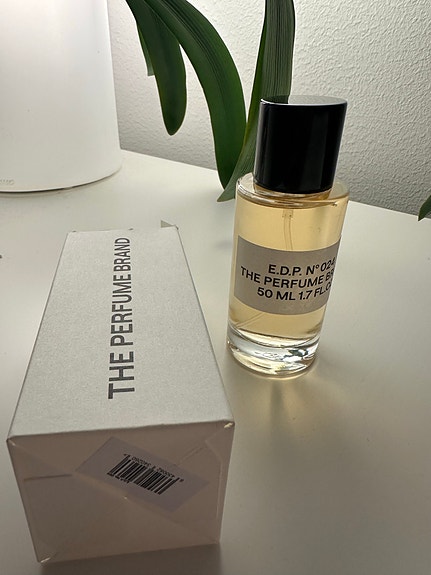 THE PERFUME BRAND
E.D.P. N°024
THE PERFUME
50 ML 1.7 FL.